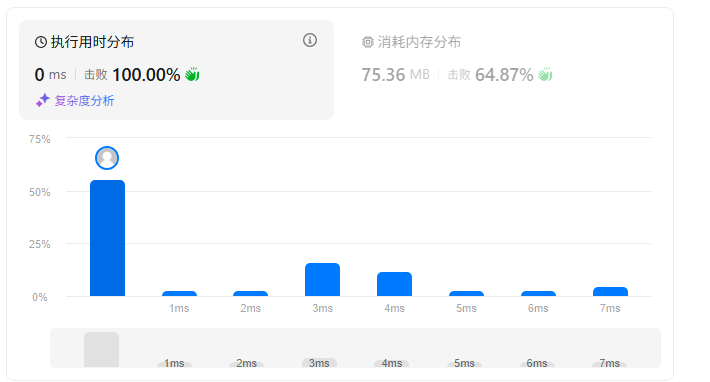 执行用时分布
消耗内存分布
0 ms 击败 100.00%
75.36 MB 击败 64.87%
复杂度分析
75%
50%
25%
0%
1ms 2ms 3ms 4ms 5ms 6ms 7ms
1ms 2ms 3ms 4ms 5ms 6ms 7ms